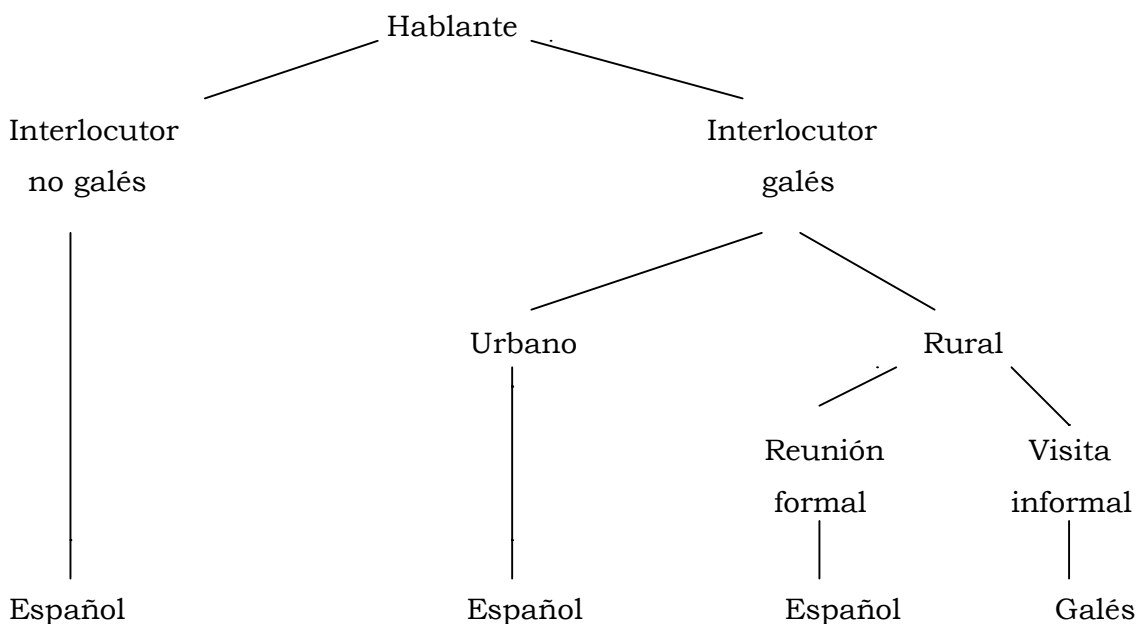 Hablante
Interlocutor
no galés
Interlocutor
galés
Urbano
Rural
Reunión
formal
Visita
informal
Español
Español
Español
Galés